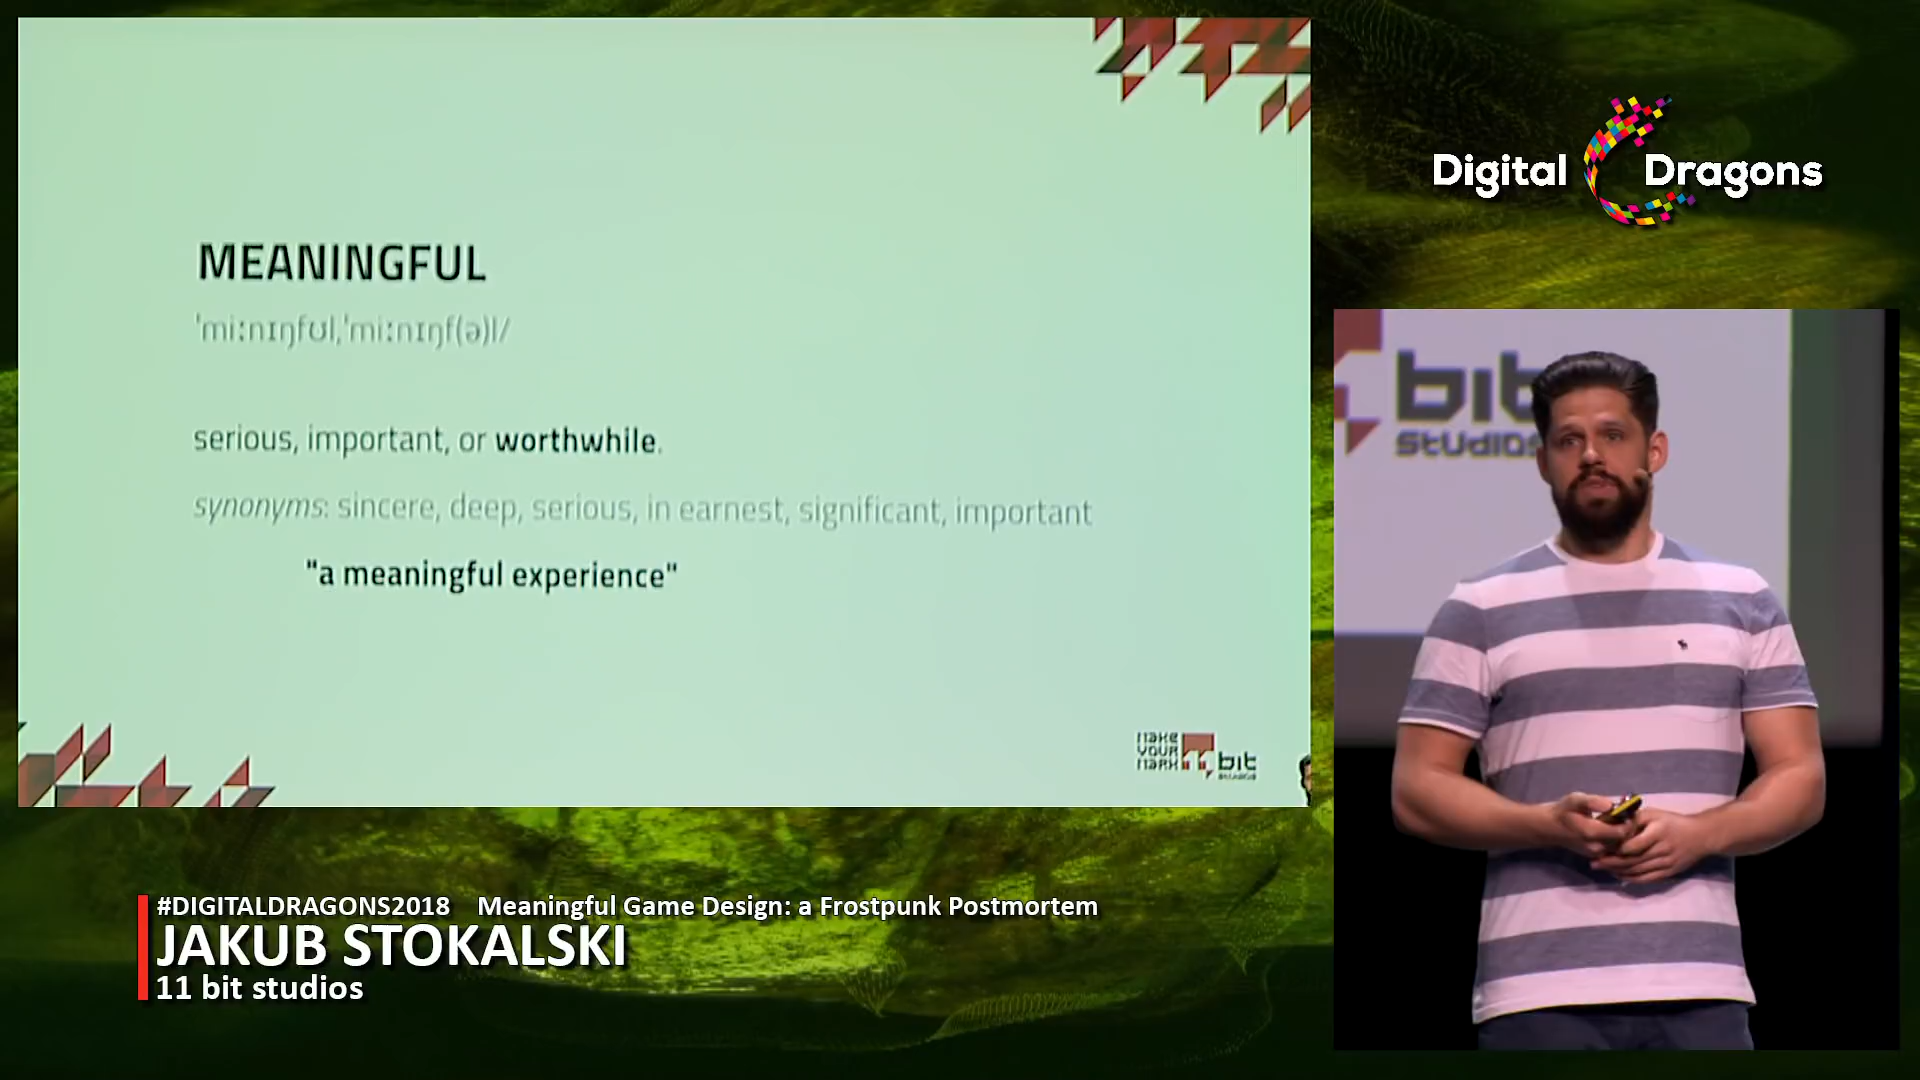 MEANINGFUL
'miːnɪŋfʊl,'miːnɪŋf(ə)l/
serious, important, or worthwhile.
synonyms: sincere, deep, serious, in earnest, significant, important
"a meaningful experience"
MAKE
YOUR
MARK
bit
STUDIOS
Digital Dragons
bit
STUDIOS
#DIGITALDRAGONS2018 Meaningful Game Design: a Frostpunk Postmortem
JAKUB STOKALSKI
11 bit studios